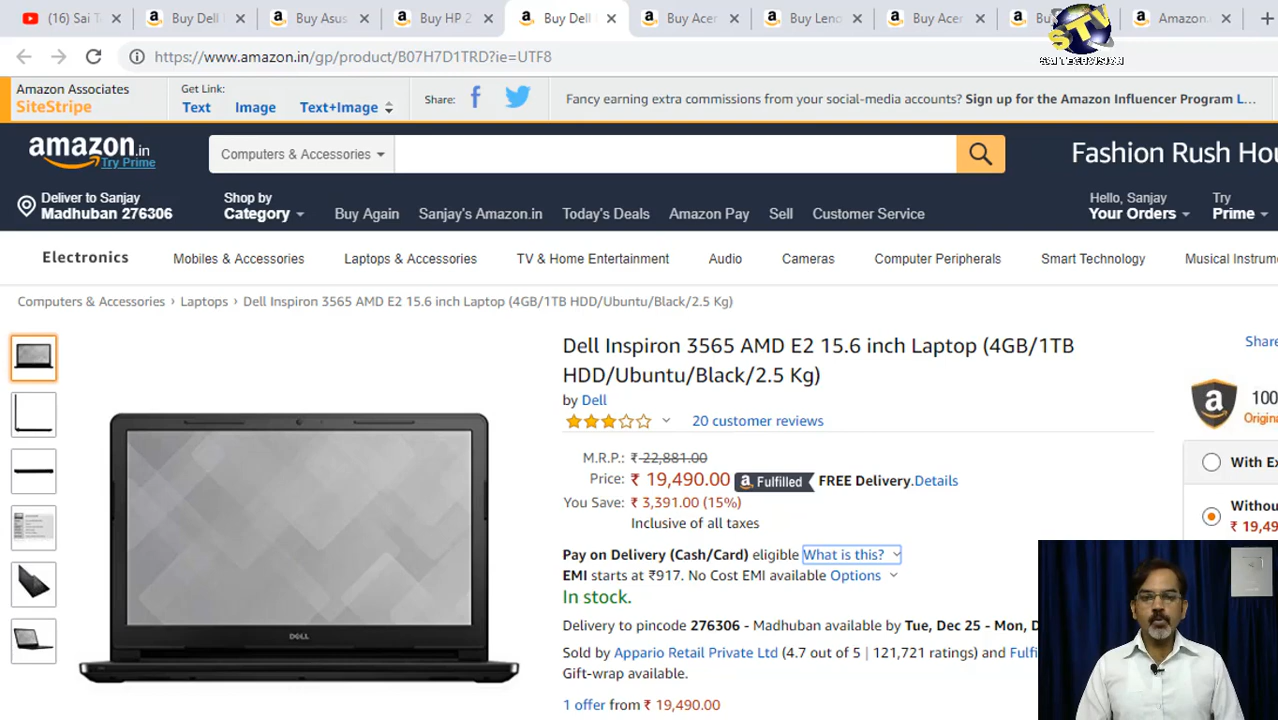 (16) Sai T
Buy Dell
Buy Asus
Buy HP 2
Buy Dell
Buy Acer
Buy Leno
Buy Acer
Bu
Amazon.
STV
SAI TECHVISION
https://www.amazon.in/gp/product/B07H7D1TRD?ie=UTF8
Amazon Associates
SiteStripe
Get Link:
Text
Image
Text+Image
Share:
Fancy earning extra commissions from your social-media accounts? Sign up for the Amazon Influencer Program L...
amazon.in
Try Prime
Computers & Accessories
Fashion Rush Hou
Deliver to Sanjay
Madhuban 276306
Shop by
Category
Buy Again
Sanjay's Amazon.in
Today's Deals
Amazon Pay
Sell
Customer Service
Hello, Sanjay
Your Orders
Try
Prime
Electronics
Mobiles & Accessories
Laptops & Accessories
TV & Home Entertainment
Audio
Cameras
Computer Peripherals
Smart Technology
Musical Instrum
Computers & Accessories › Laptops › Dell Inspiron 3565 AMD E2 15.6 inch Laptop (4GB/1TB HDD/Ubuntu/Black/2.5 Kg)
Dell Inspiron 3565 AMD E2 15.6 inch Laptop (4GB/1TB
HDD/Ubuntu/Black/2.5 Kg)
by Dell
20 customer reviews
M.R.P.: ₹ 22,881.00
Price: ₹ 19,490.00 a Fulfilled FREE Delivery.Details
You Save: ₹ 3,391.00 (15%)
Inclusive of all taxes
Pay on Delivery (Cash/Card) eligible What is this?
EMI starts at ₹917. No Cost EMI available Options
In stock.
Delivery to pincode 276306 - Madhuban available by Tue, Dec 25 - Mon, D
Sold by Appario Retail Private Ltd (4.7 out of 5 | 121,721 ratings) and Fulfi
Gift-wrap available.
1 offer from ₹ 19,490.00
Share
a
100
Origin
With Ex
Withou
₹ 19,49
DELL